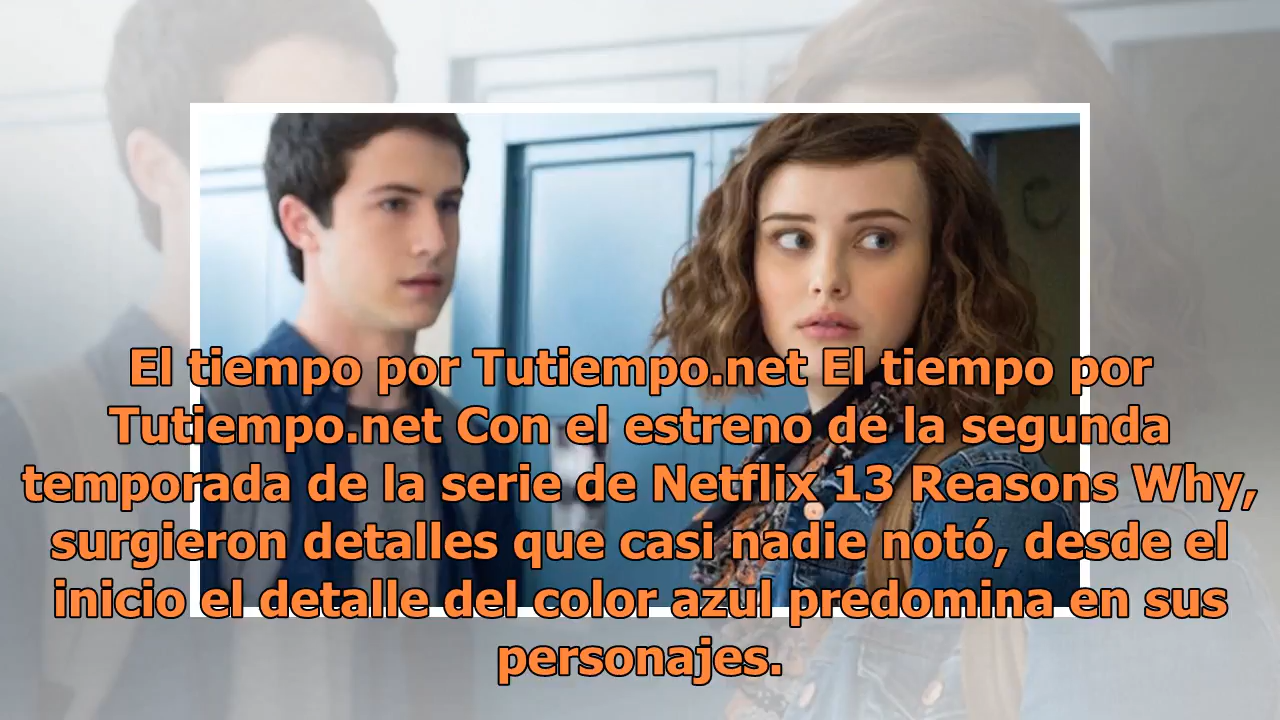 El tiempo por Tutiempo.net El tiempo por
Tutiempo.net Con el estreno de la segunda
temporada de la serie de Netflix 13 Reasons Why,
surgieron detalles que casi nadie notó, desde el
inicio el detalle del color azul predomina en sus
personajes.